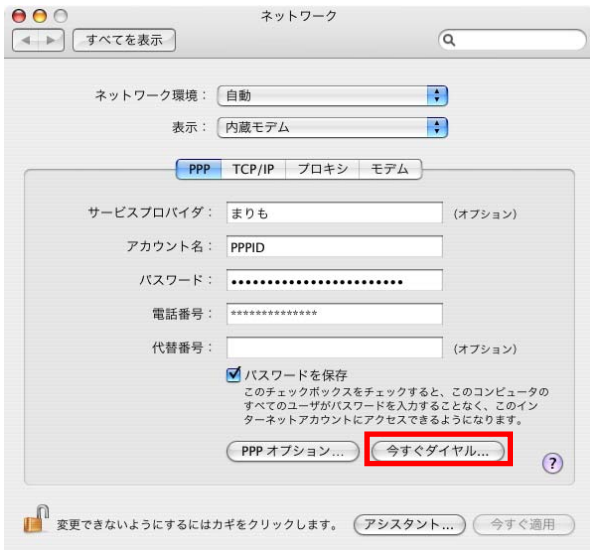 ネットワーク
すべてを表示
ネットワーク環境： 自動
表示： 内蔵モデム
PPP TCP/IP プロキシ モデム
サービスプロバイダ： まりも (オプション)
アカウント名： PPPID
パスワード： ••••••••••••••••••••••••
電話番号： **************
代替番号： (オプション)
パスワードを保存
このチェックボックスをチェックすると、このコンピュータの
すべてのユーザがパスワードを入力することなく、このイン
ターネットアカウントにアクセスできるようになります。
PPP オプション... 今すぐダイヤル...
?
変更できないようにするにはカギをクリックします。 アシスタント... 今すぐ適用